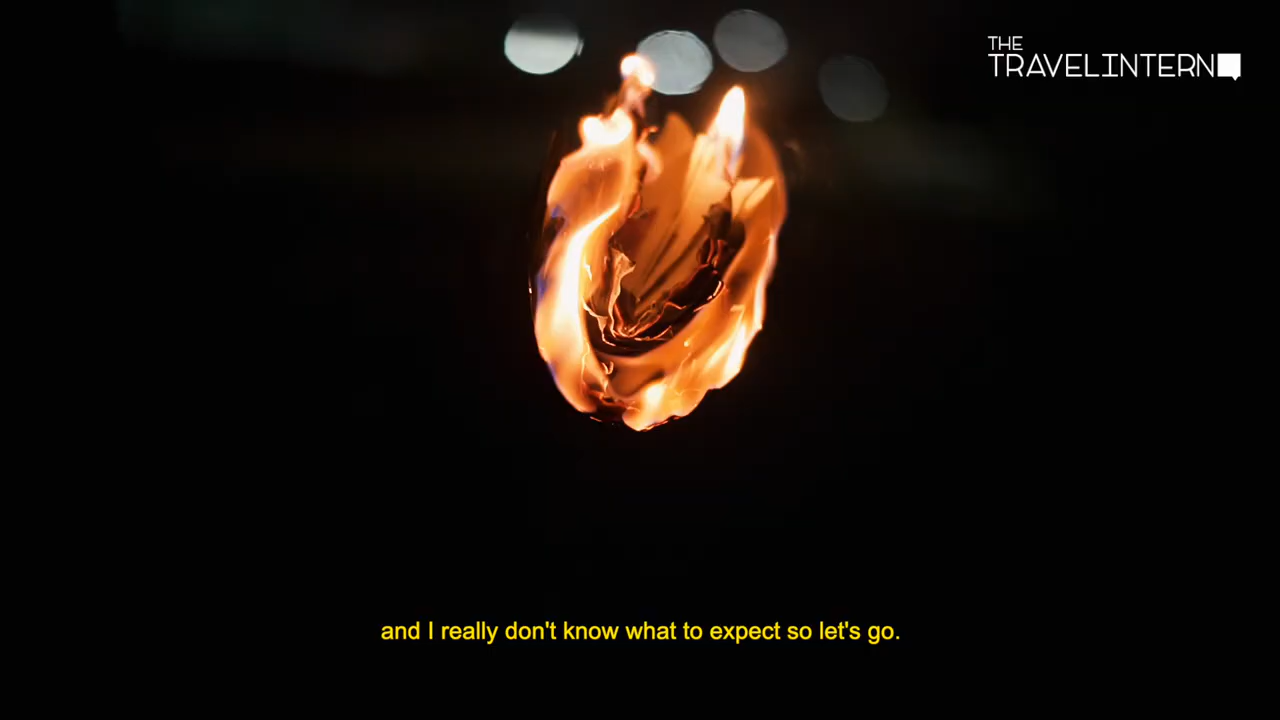 THE
TRAVELINTERN
and I really don't know what to expect so let's go.